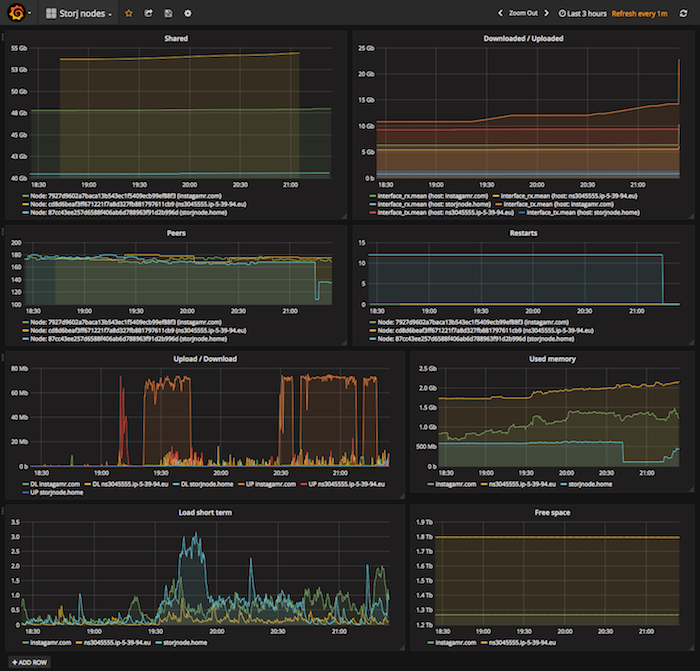 Storj nodes
Zoom Out
Last 3 hours
Refresh every 1m
Shared
55 Gb
53 Gb
50 Gb
48 Gb
45 Gb
43 Gb
40 Gb
18:30 19:00 19:30 20:00 20:30 21:00
Node: 7927d9602a7baca13b543ec1f5409ecb99ef88f3 (instagamr.com)
Node: cd8d6beaf3ff671221f7a8d327fb881797611cb9 (ns3045555.ip-5-39-94.eu)
Node: 87cc43ee257d6588f406ab6d788963f91d2b996d (storjnode.home)
Downloaded / Uploaded
25 Gb
20 Gb
15 Gb
10 Gb
5 Gb
0 b
18:30 19:00 19:30 20:00 20:30 21:00
interface_rx.mean {host: instagamr.com} interface_rx.mean {host: ns3045555.ip-5-39-94.eu}
interface_rx.mean {host: storjnode.home} interface_tx.mean {host: instagamr.com}
interface_tx.mean {host: ns3045555.ip-5-39-94.eu} interface_tx.mean {host: storjnode.home}
Peers
200
180
160
140
120
100
18:30 19:00 19:30 20:00 20:30 21:00
Node: 7927d9602a7baca13b543ec1f5409ecb99ef88f3 (instagamr.com)
Node: cd8d6beaf3ff671221f7a8d327fb881797611cb9 (ns3045555.ip-5-39-94.eu)
Node: 87cc43ee257d6588f406ab6d788963f91d2b996d (storjnode.home)
Restarts
15
10
5
0
18:30 19:00 19:30 20:00 20:30 21:00
Node: 7927d9602a7baca13b543ec1f5409ecb99ef88f3 (instagamr.com)
Node: cd8d6beaf3ff671221f7a8d327fb881797611cb9 (ns3045555.ip-5-39-94.eu)
Node: 87cc43ee257d6588f406ab6d788963f91d2b996d (storjnode.home)
Upload / Download
80 Mb
60 Mb
40 Mb
20 Mb
0 b
18:30 19:00 19:30 20:00 20:30 21:00
DL instagamr.com DL ns3045555.ip-5-39-94.eu DL storjnode.home UP instagamr.com UP ns3045555.ip-5-39-94.eu
UP storjnode.home
Used memory
2.5 Gb
2.0 Gb
1.5 Gb
1.0 Gb
500 Mb
0 b
18:30 19:00 19:30 20:00 20:30 21:00
instagamr.com ns3045555.ip-5-39-94.eu storjnode.home
Load short term
3.5
3.0
2.5
2.0
1.5
1.0
0.5
0
18:30 19:00 19:30 20:00 20:30 21:00
instagamr.com ns3045555.ip-5-39-94.eu storjnode.home
Free space
1.9 Tb
1.8 Tb
1.7 Tb
1.6 Tb
1.5 Tb
1.4 Tb
1.3 Tb
1.2 Tb
18:30 19:00 19:30 20:00 20:30 21:00
instagamr.com ns3045555.ip-5-39-94.eu
+ ADD ROW